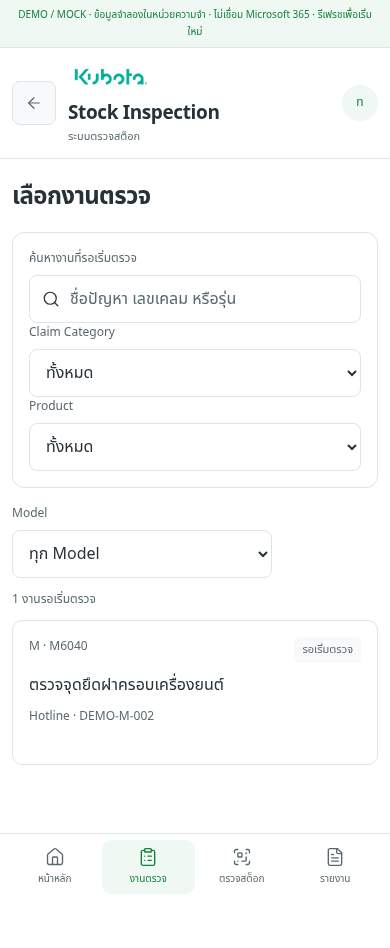 DEMO / MOCK · ข้อมูลจำลองในหน่วยความจำ · ไม่เชื่อม Microsoft 365 · รีเฟรชเพื่อเริ่ม
ใหม่
Kubota.
Stock Inspection
ระบบตรวจสต็อก
ก
เลือกงานตรวจ
ค้นหางานที่รอเริ่มตรวจ
ชื่อปัญหา เลขเคลม หรือรุ่น
Claim Category
ทั้งหมด
Product
ทั้งหมด
Model
ทุก Model
1 งานรอเริ่มตรวจ
M · M6040
รอเริ่มตรวจ
ตรวจจุดยึดฝาครอบเครื่องยนต์
Hotline · DEMO-M-002
หน้าหลัก
งานตรวจ
ตรวจสต็อก
รายงาน